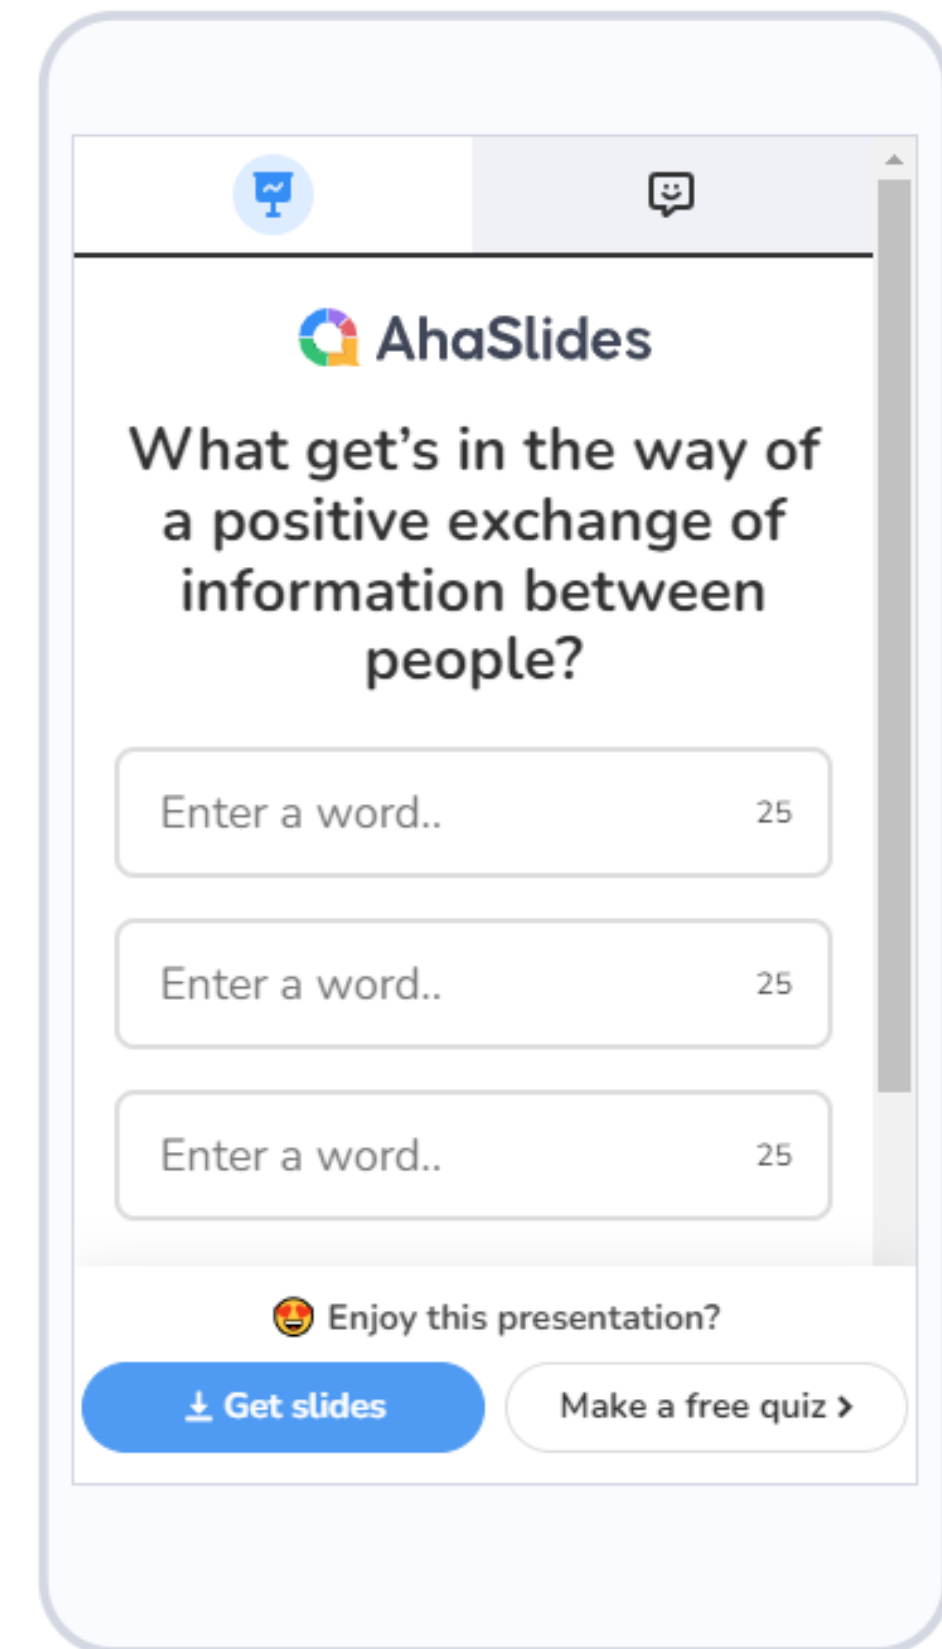 AhaSlides
What get’s in the way of
a positive exchange of
information between
people?
Enter a word.. 25
Enter a word.. 25
Enter a word.. 25
Enjoy this presentation?
Get slides
Make a free quiz